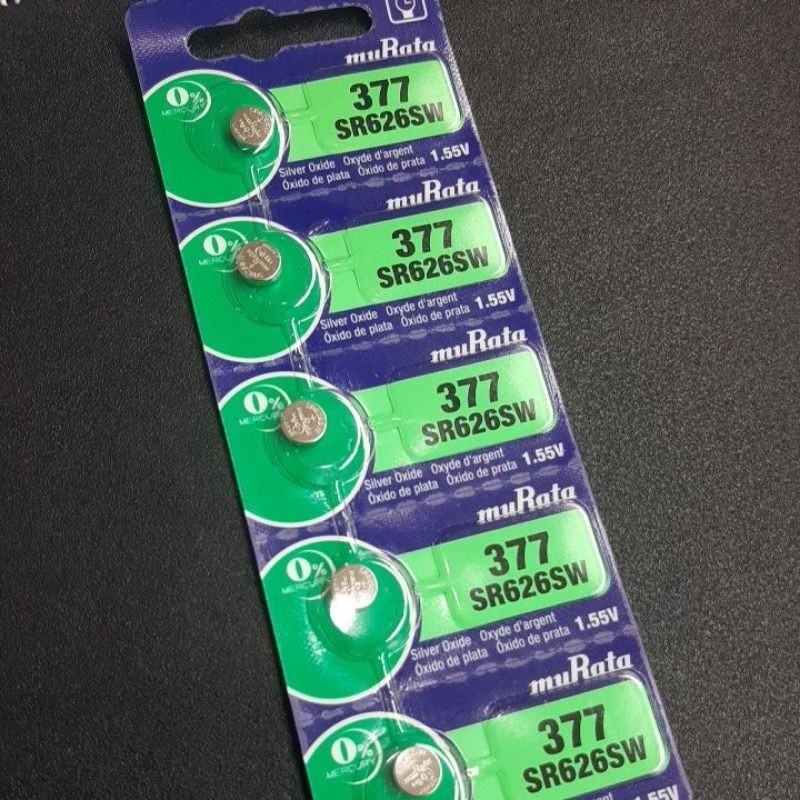 muRata
0%
MERCURY
377
SR626SW
Silver Oxide Oxyde d'argent
Óxido de plata Óxido de prata 1.55V
muRata
0%
MERCURY
377
SR626SW
Silver Oxide Oxyde d'argent
Óxido de plata Óxido de prata 1.55V
muRata
0%
MERCURY
377
SR626SW
Silver Oxide Oxyde d'argent
Óxido de plata Óxido de prata 1.55V
muRata
0%
MERCURY
377
SR626SW
Silver Oxide Oxyde d'argent
Óxido de plata Óxido de prata 1.55V
muRata
0%
MERCURY
377
SR626SW
1.55V